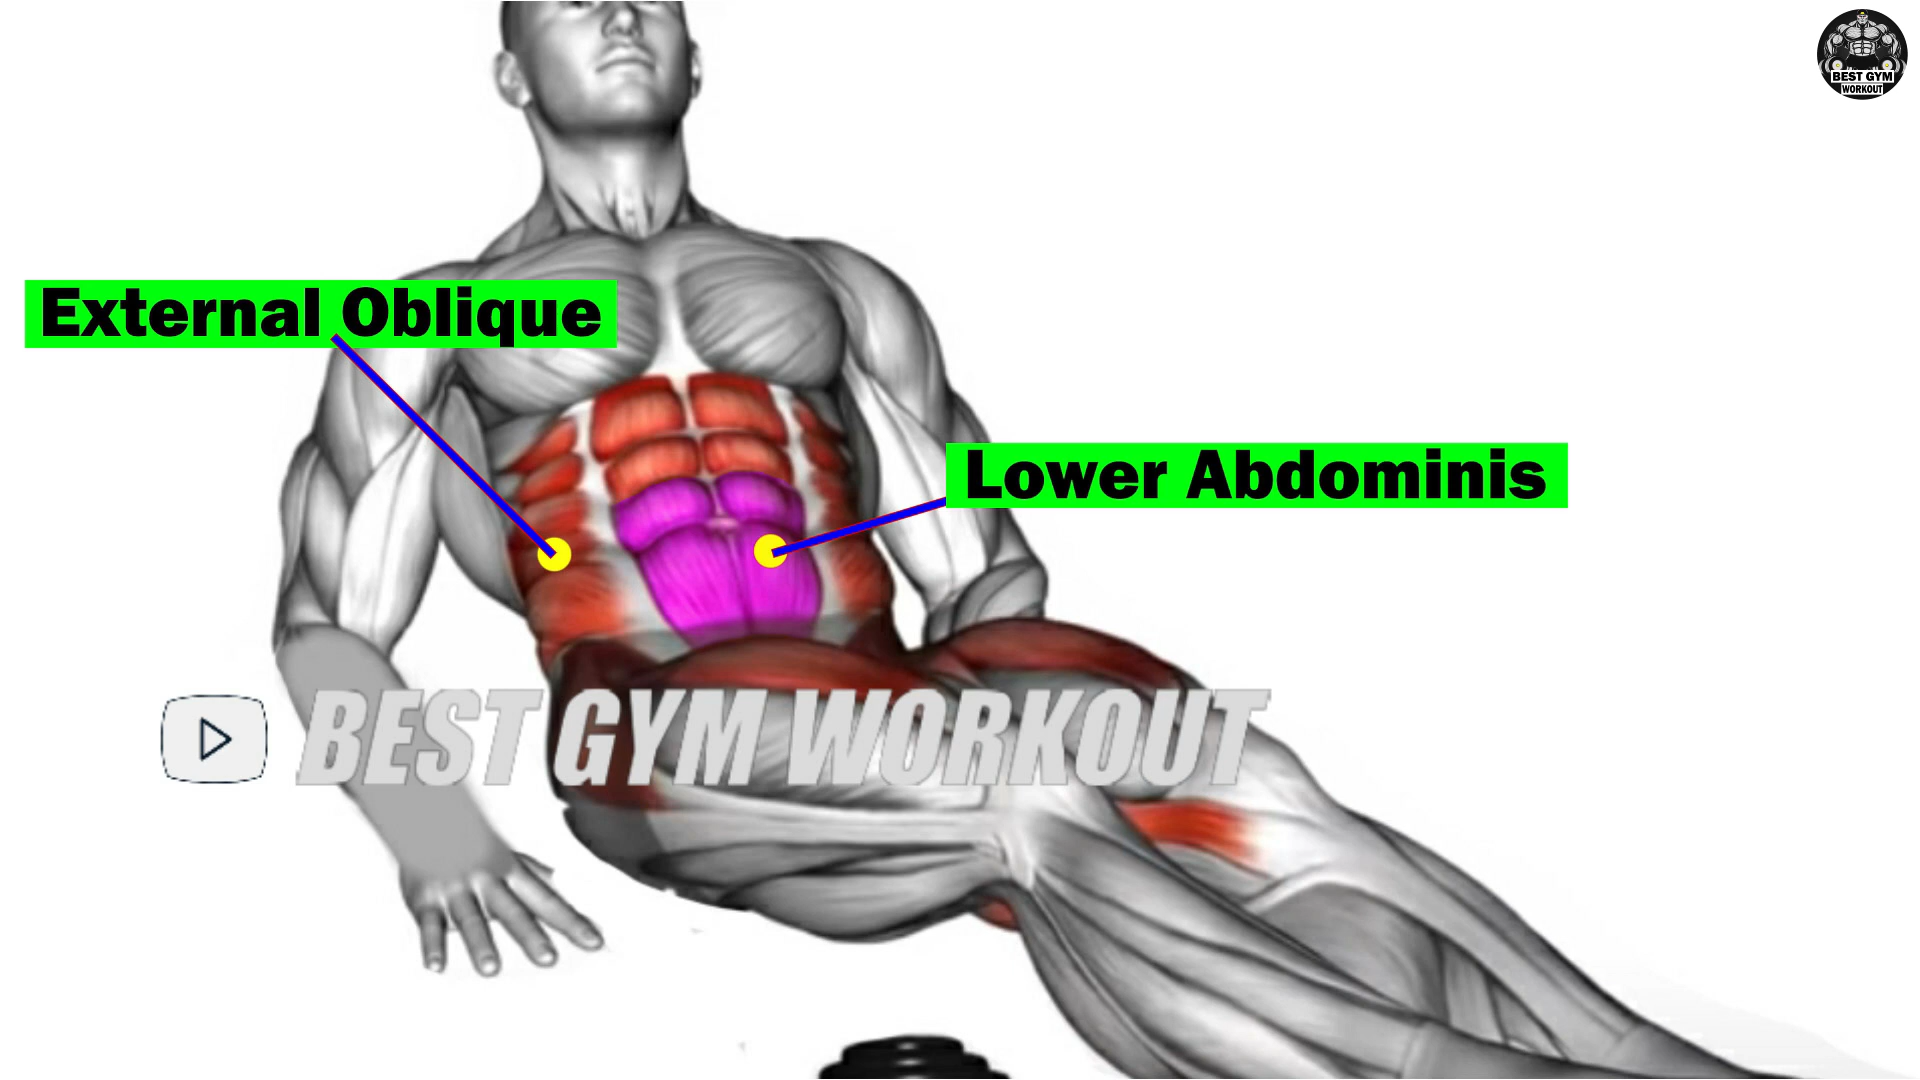 BEST GYM
WORKOUT
External Oblique
Lower Abdominis
BEST GYM WORKOUT